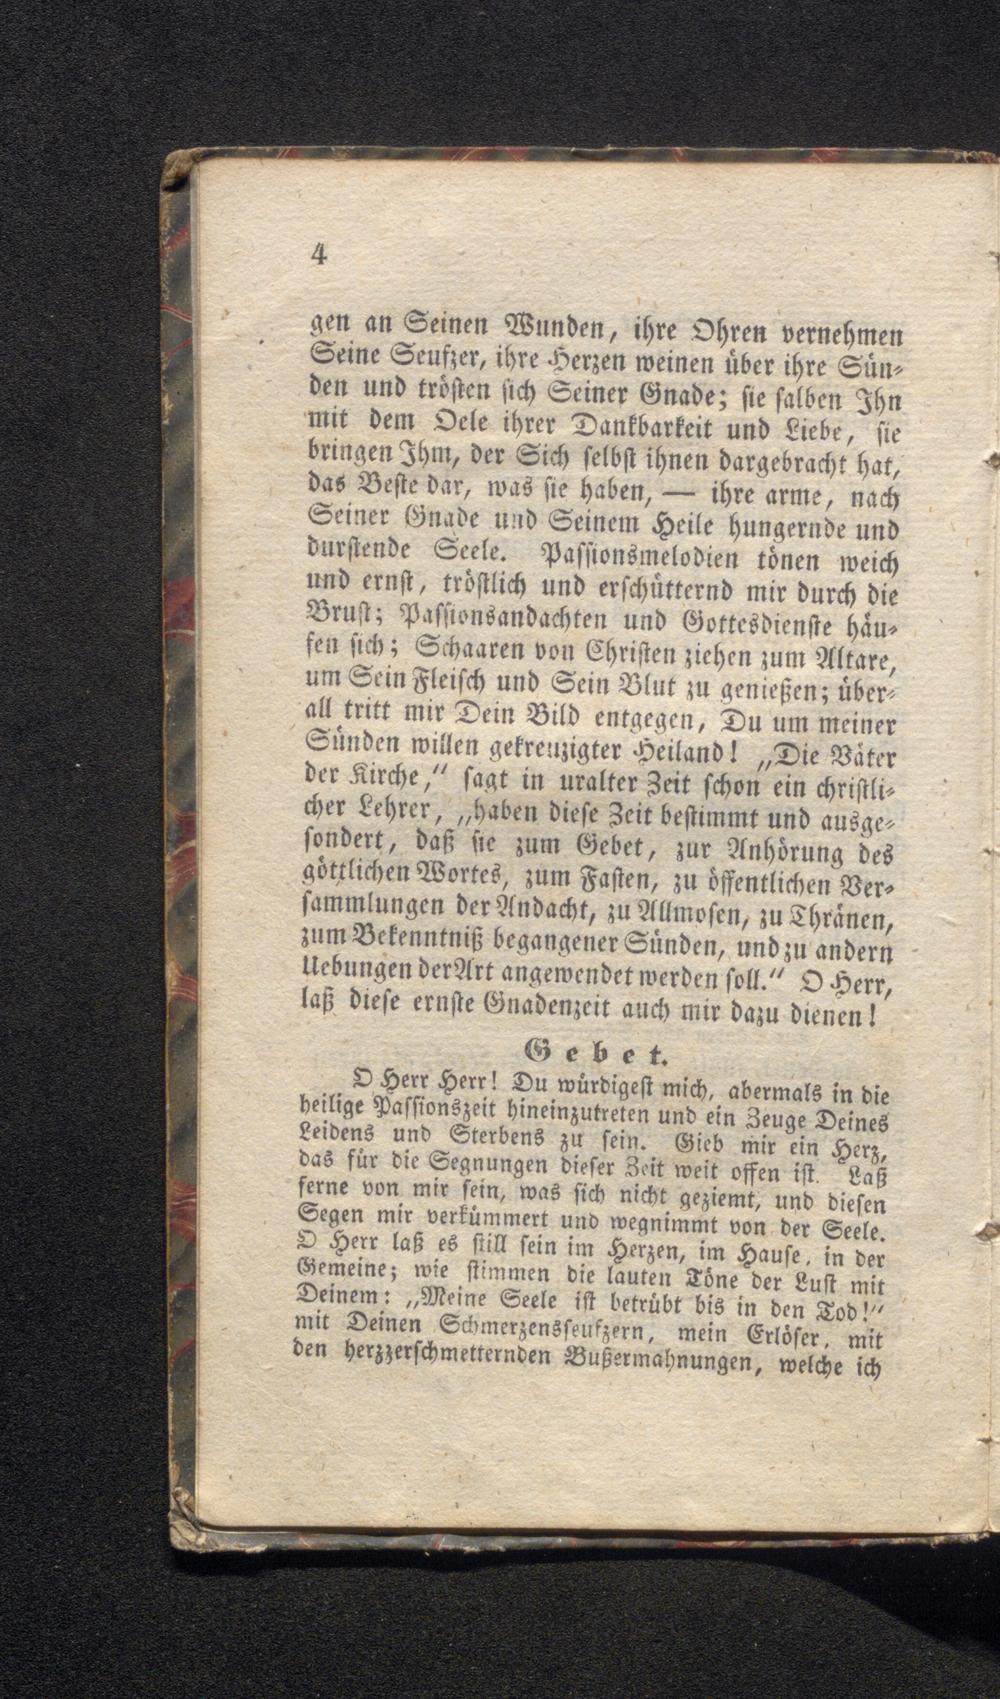 4
gen an Seinen Wunden, ihre Ohren vernehmen
Seine Seufzer, ihre Herzen weinen über ihre Sün-
den und trösten sich Seiner Gnade; sie salben Ihn
mit dem Oele ihrer Dankbarkeit und Liebe, sie
bringen Ihm, der Sich selbst ihnen dargebracht hat,
das Beste dar, was sie haben, — ihre arme, nach
Seiner Gnade und Seinem Heile hungernde und
durstende Seele. Passionsmelodien tönen weich
und ernst, tröstlich und erschütternd mir durch die
Brust; Passionsandachten und Gottesdienste häu-
fen sich; Schaaren von Christen ziehen zum Altare,
um Sein Fleisch und Sein Blut zu genießen; über-
all tritt mir Dein Bild entgegen, Du um meiner
Sünden willen gekreuzigter Heiland! „Die Väter
der Kirche,“ sagt in uralter Zeit schon ein christli-
cher Lehrer, „haben diese Zeit bestimmt und ausge-
sondert, daß sie zum Gebet, zur Anhörung des
göttlichen Wortes, zum Fasten, zu öffentlichen Ver-
sammlungen der Andacht, zu Allmosen, zu Thränen,
zum Bekenntniß begangener Sünden, und zu andern
Uebungen der Art angewendet werden soll.“ O Herr,
laß diese ernste Gnadenzeit auch mir dazu dienen!
Gebet.
O Herr Herr! Du würdigest mich, abermals in die
heilige Passionszeit hineinzutreten und ein Zeuge Deines
Leidens und Sterbens zu sein. Gieb mir ein Herz,
das für die Segnungen dieser Zeit weit offen ist. Laß
ferne von mir sein, was sich nicht geziemt, und diesen
Segen mir verkümmert und wegnimmt von der Seele.
O Herr laß es still sein im Herzen, im Hause, in der
Gemeine; wie stimmen die lauten Töne der Lust mit
Deinem: „Meine Seele ist betrübt bis in den Tod!“
mit Deinen Schmerzensseufzern, mein Erlöser, mit
den herzzerschmetternden Bußermahnungen, welche ich